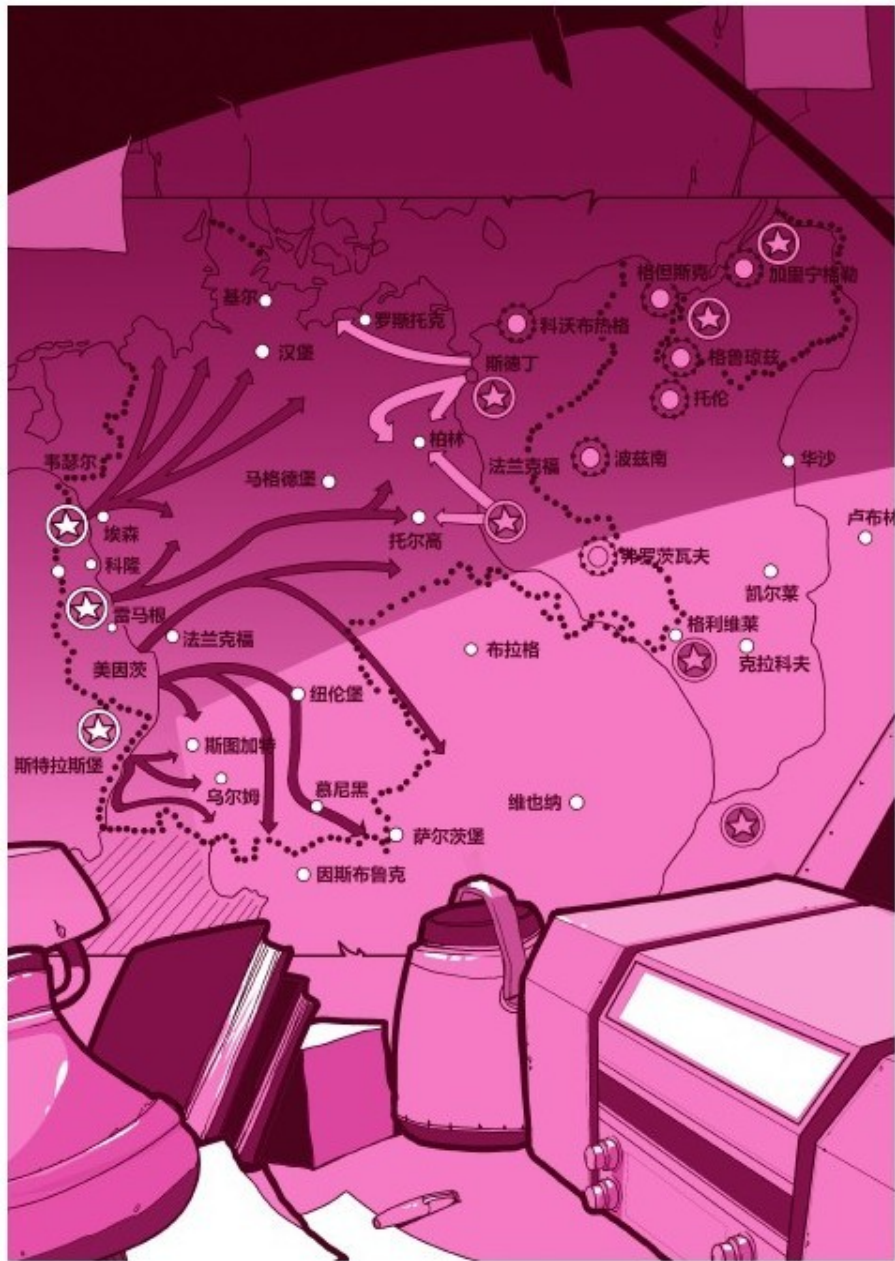 格但斯克
加里宁格勒
基尔
罗斯托克
科沃布热格
汉堡
斯德丁
格鲁琼兹
托伦
柏林
韦瑟尔
马格德堡
法兰克福
波兹南
华沙
埃森
托尔高
卢布林
科隆
弗罗茨瓦夫
凯尔莱
雷马根
法兰克福
格利维莱
美因茨
布拉格
克拉科夫
纽伦堡
斯特拉斯堡
斯图加特
乌尔姆
慕尼黑
维也纳
萨尔茨堡
因斯布鲁克